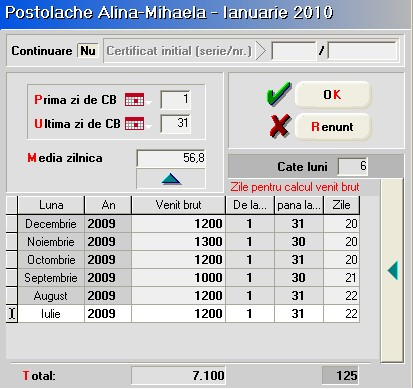 Postolache Alina-Mihaela - Ianuarie 2010
Continuare Nu Certificat initial (serie/nr.) /
Prima zi de CB 1
Ultima zi de CB 31
OK
Renunt
Media zilnica 56,8
Cate luni 6
Zile pentru calcul venit brut
Luna An Venit brut De la... pana la... Zile
Decembrie 2009 1200 1 31 20
Noiembrie 2009 1300 1 30 20
Octombrie 2009 1200 1 31 20
Septembrie 2009 1000 1 30 21
August 2009 1200 1 31 22
Iulie 2009 1200 1 31 22
Total: 7.100 125